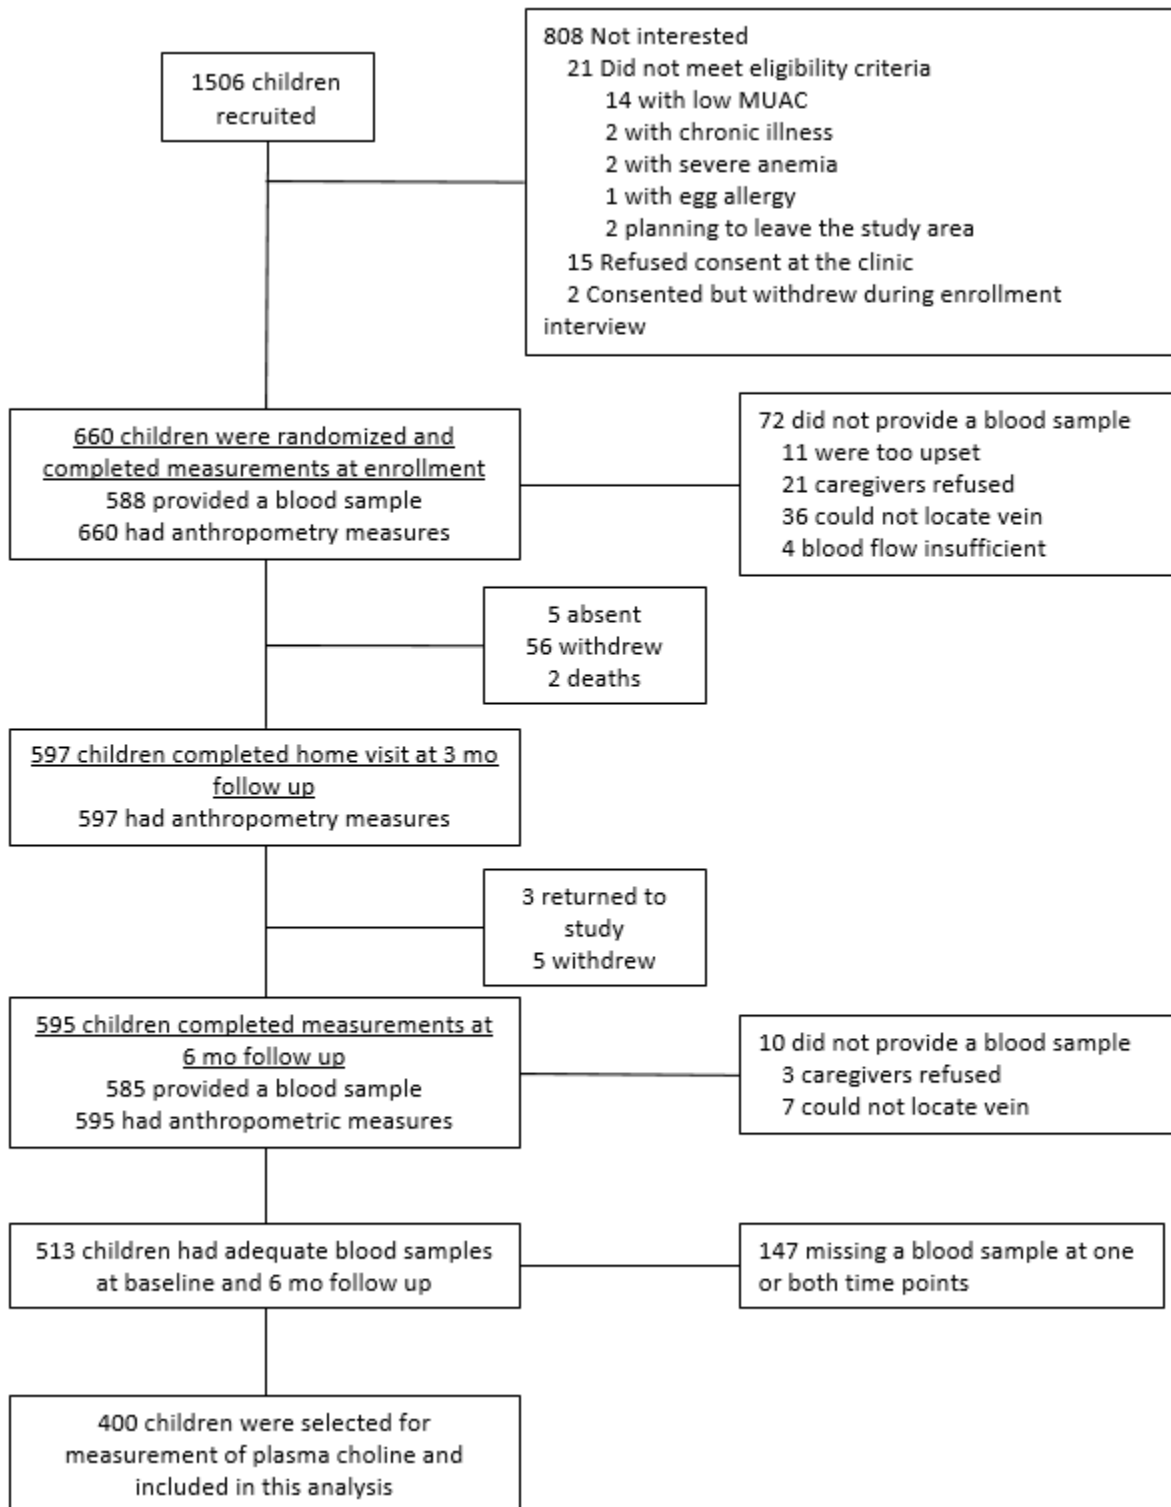 1506 children
recruited
808 Not interested
21 Did not meet eligibility criteria
14 with low MUAC
2 with chronic illness
2 with severe anemia
1 with egg allergy
2 planning to leave the study area
15 Refused consent at the clinic
2 Consented but withdrew during enrollment
interview
660 children were randomized and
completed measurements at enrollment
588 provided a blood sample
660 had anthropometry measures
72 did not provide a blood sample
11 were too upset
21 caregivers refused
36 could not locate vein
4 blood flow insufficient
5 absent
56 withdrew
2 deaths
597 children completed home visit at 3 mo
follow up
597 had anthropometry measures
3 returned to
study
5 withdrew
595 children completed measurements at
6 mo follow up
585 provided a blood sample
595 had anthropometric measures
10 did not provide a blood sample
3 caregivers refused
7 could not locate vein
513 children had adequate blood samples
at baseline and 6 mo follow up
147 missing a blood sample at one
or both time points
400 children were selected for
measurement of plasma choline and
included in this analysis